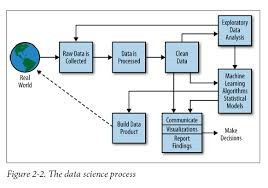 Exploratory
Data
Analysis
Raw Data is
Collected
Data is
Processed
Clean
Data
Real
World
Machine
Learning
Algorithms
Statistical
Models
Build Data
Product
Communicate
Visualizations
Report
Findings
Make
Decisions
Figure 2-2. The data science process